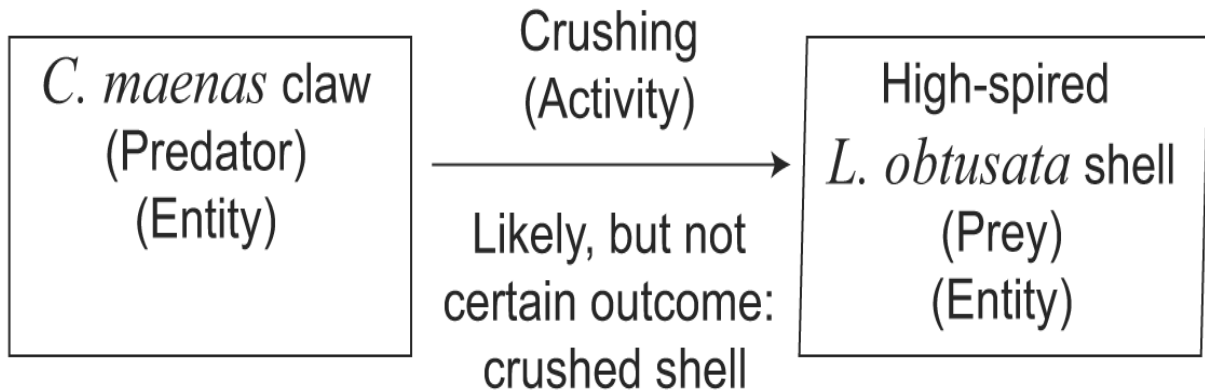 C. maenas claw
(Predator)
(Entity)
Crushing
(Activity)
Likely, but not
certain outcome:
crushed shell
High-spired
L. obtusata shell
(Prey)
(Entity)